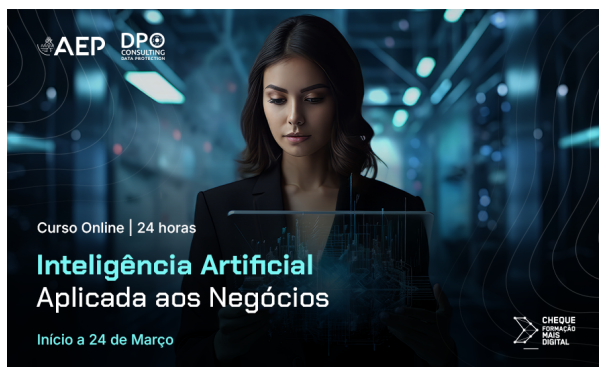 AEP
DPO
CONSULTING
DATA PROTECTION
Curso Online | 24 horas
Inteligência Artificial
Aplicada aos Negócios
Início a 24 de Março
CHEQUE
FORMAÇÃO
MAIS
DIGITAL